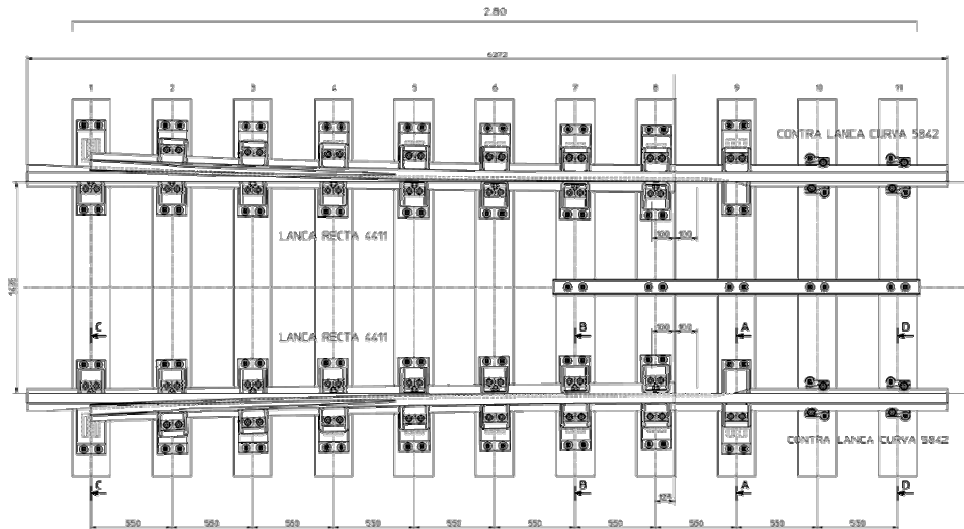 2.80
6272
1 2 3 4 5 6 7 8 9 10 11
CONTRA LANCA CURVA 5842
LANCA RECTA 4411
100 100
1435
LANCA RECTA 4411
C B 100 100 A D
CONTRA LANCA CURVA 5842
C B 125 A D
550 550 550 550 550 550 550 550 550 550